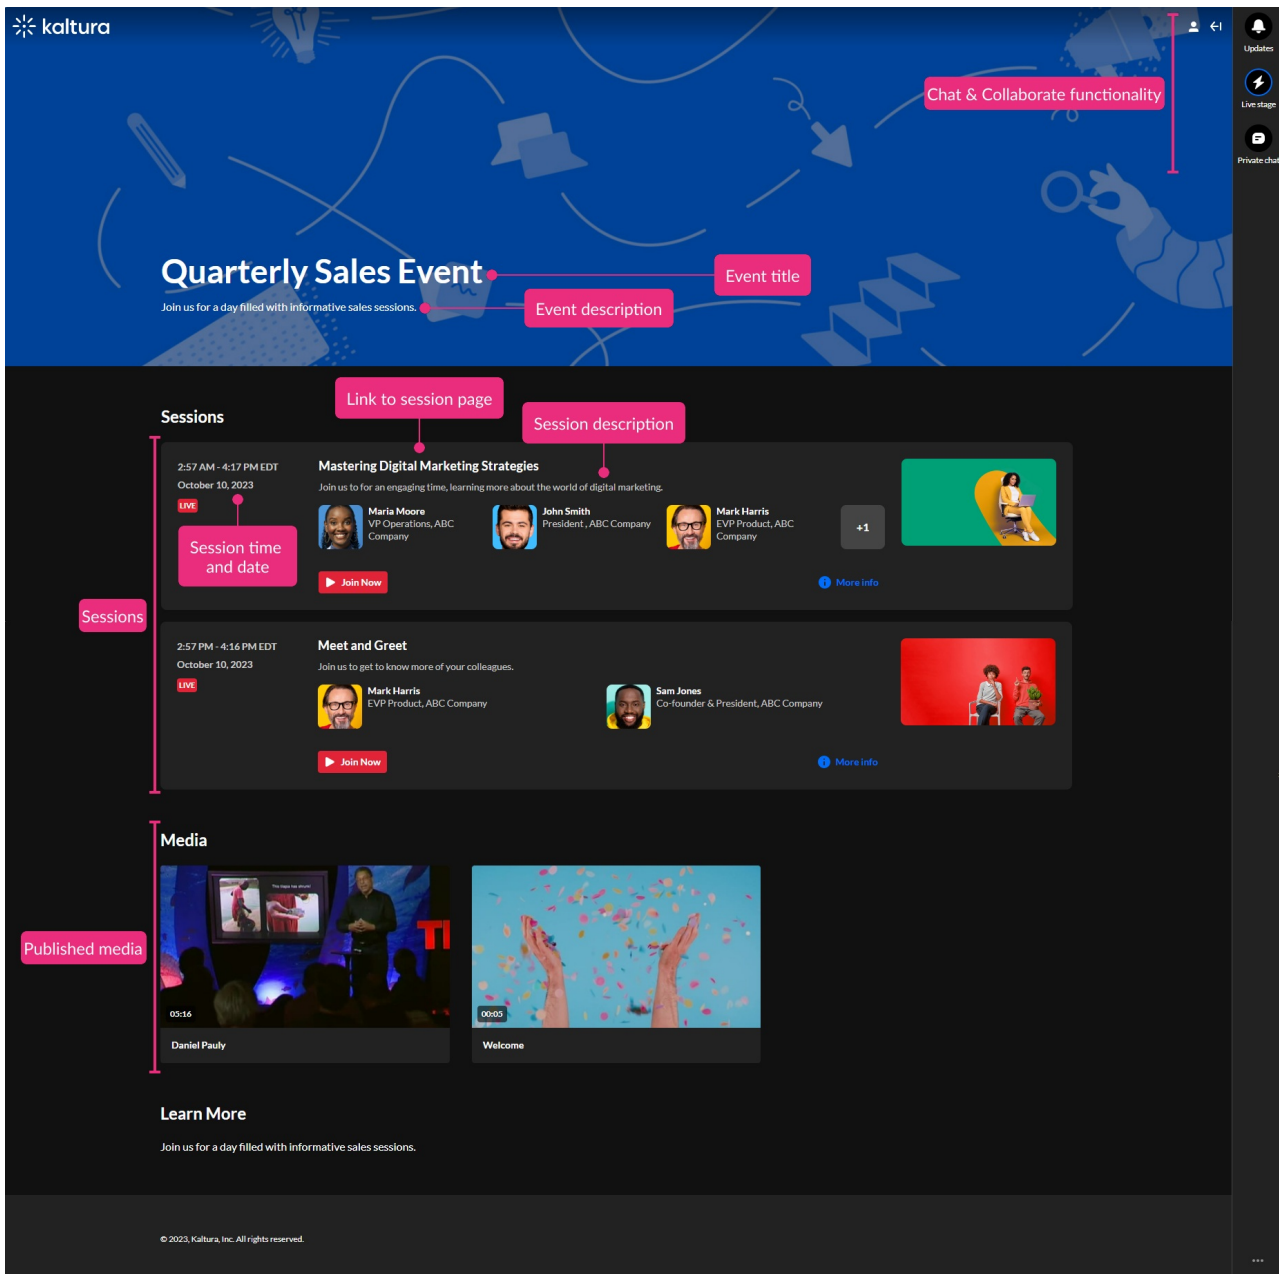 kaltura
Updates
Chat & Collaborate functionality
Live stage
Private chat
Quarterly Sales Event
Event title
Join us for a day filled with informative sales sessions.
Event description
Link to session page
Sessions
Session description
2:57 AM - 4:17 PM EDT
October 10, 2023
LIVE
Session time
and date
Mastering Digital Marketing Strategies
Join us to for an engaging time, learning more about the world of digital marketing.
Maria Moore
VP Operations, ABC
Company
John Smith
President , ABC Company
Mark Harris
EVP Product, ABC
Company
+1
Join Now
More info
Sessions
2:57 PM - 4:16 PM EDT
October 10, 2023
LIVE
Meet and Greet
Join us to get to know more of your colleagues.
Mark Harris
EVP Product, ABC Company
Sam Jones
Co-founder & President, ABC Company
Join Now
More info
Media
Published media
05:16
Daniel Pauly
00:05
Welcome
Learn More
Join us for a day filled with informative sales sessions.
© 2023, Kaltura, Inc. All rights reserved.